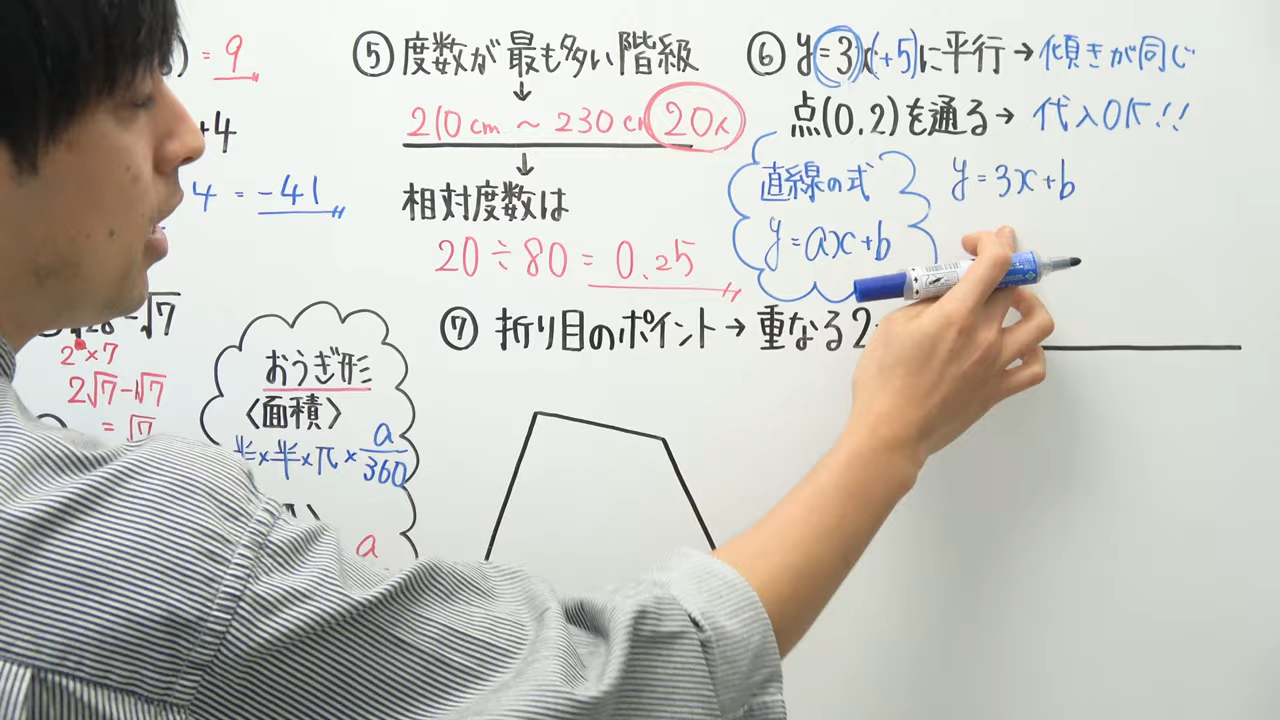 ) = 9
+4
4 = -41
√7
2²×7
2√7-√7
= √7
おうぎ形
〈面積〉
半×半×π× a/360
a
⑤ 度数が最も多い階級
↓
210cm ～ 230c 20人
↓
相対度数は
20÷80 = 0.25
⑥ y=3x(+5)に平行→傾きが同じ
点(0.2)を通る→ 代入OK!!
直線の式
y=ax+b
y=3x+b
⑦ 折り目のポイント→重なる2